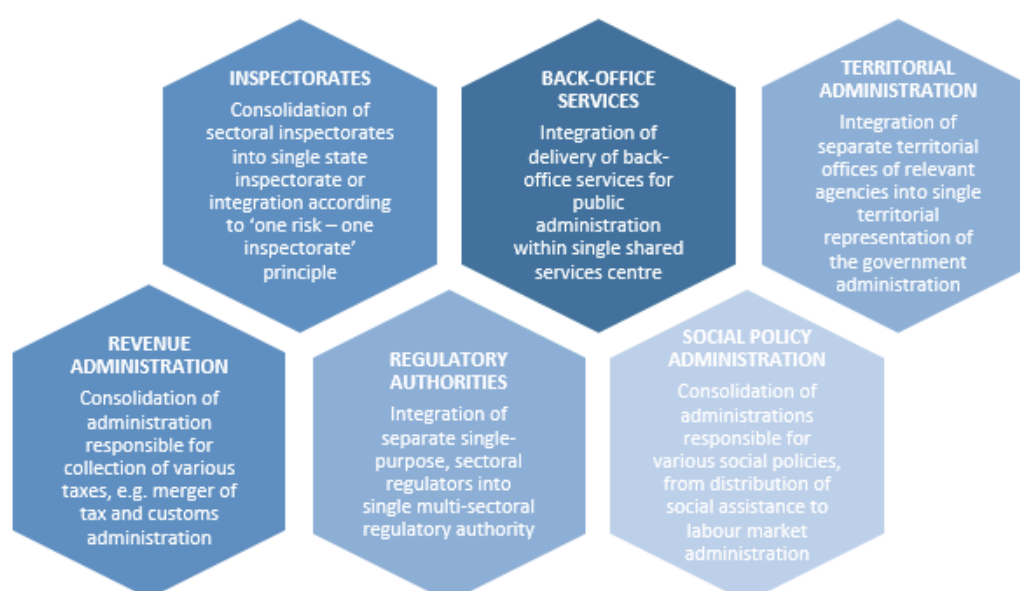 INSPECTORATES
Consolidation of
sectoral inspectorates
into single state
inspectorate or
integration according
to ‘one risk – one
inspectorate’
principle
BACK-OFFICE
SERVICES
Integration of
delivery of back-
office services for
public
administration
within single shared
services centre
TERRITORIAL
ADMINISTRATION
Integration of
separate territorial
offices of relevant
agencies into single
territorial
representation of
the government
administration
REVENUE
ADMINISTRATION
Consolidation of
administration
responsible for
collection of various
taxes, e.g. merger of
tax and customs
administration
REGULATORY
AUTHORITIES
Integration of
separate single-
purpose, sectoral
regulators into
single multi-sectoral
regulatory authority
SOCIAL POLICY
ADMINISTRATION
Consolidation of
administrations
responsible for
various social policies,
from distribution of
social assistance to
labour market
administration